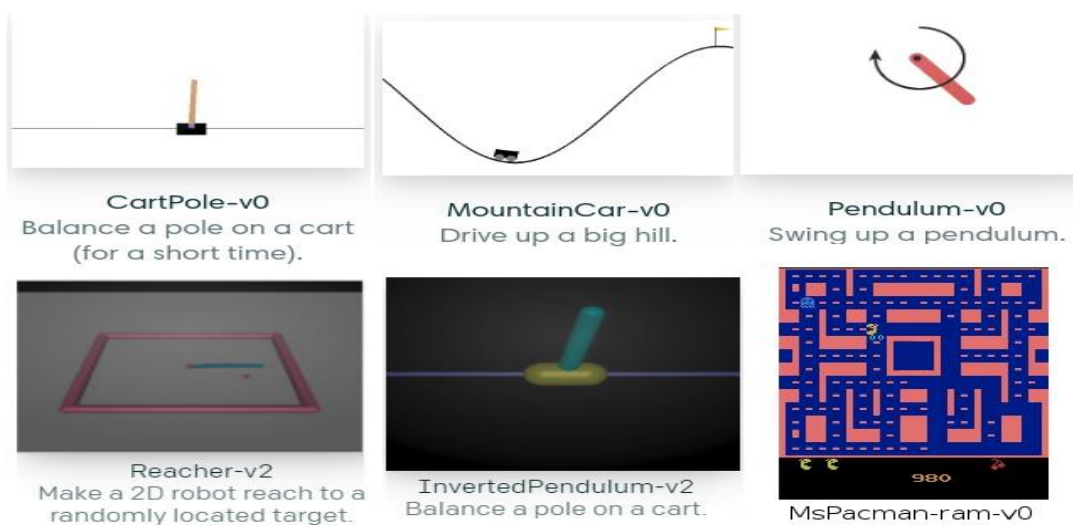 CartPole-v0
Balance a pole on a cart
(for a short time).
MountainCar-v0
Drive up a big hill.
Pendulum-v0
Swing up a pendulum.
Reacher-v2
Make a 2D robot reach to a
randomly located target.
InvertedPendulum-v2
Balance a pole on a cart.
980
MsPacman-ram-v0